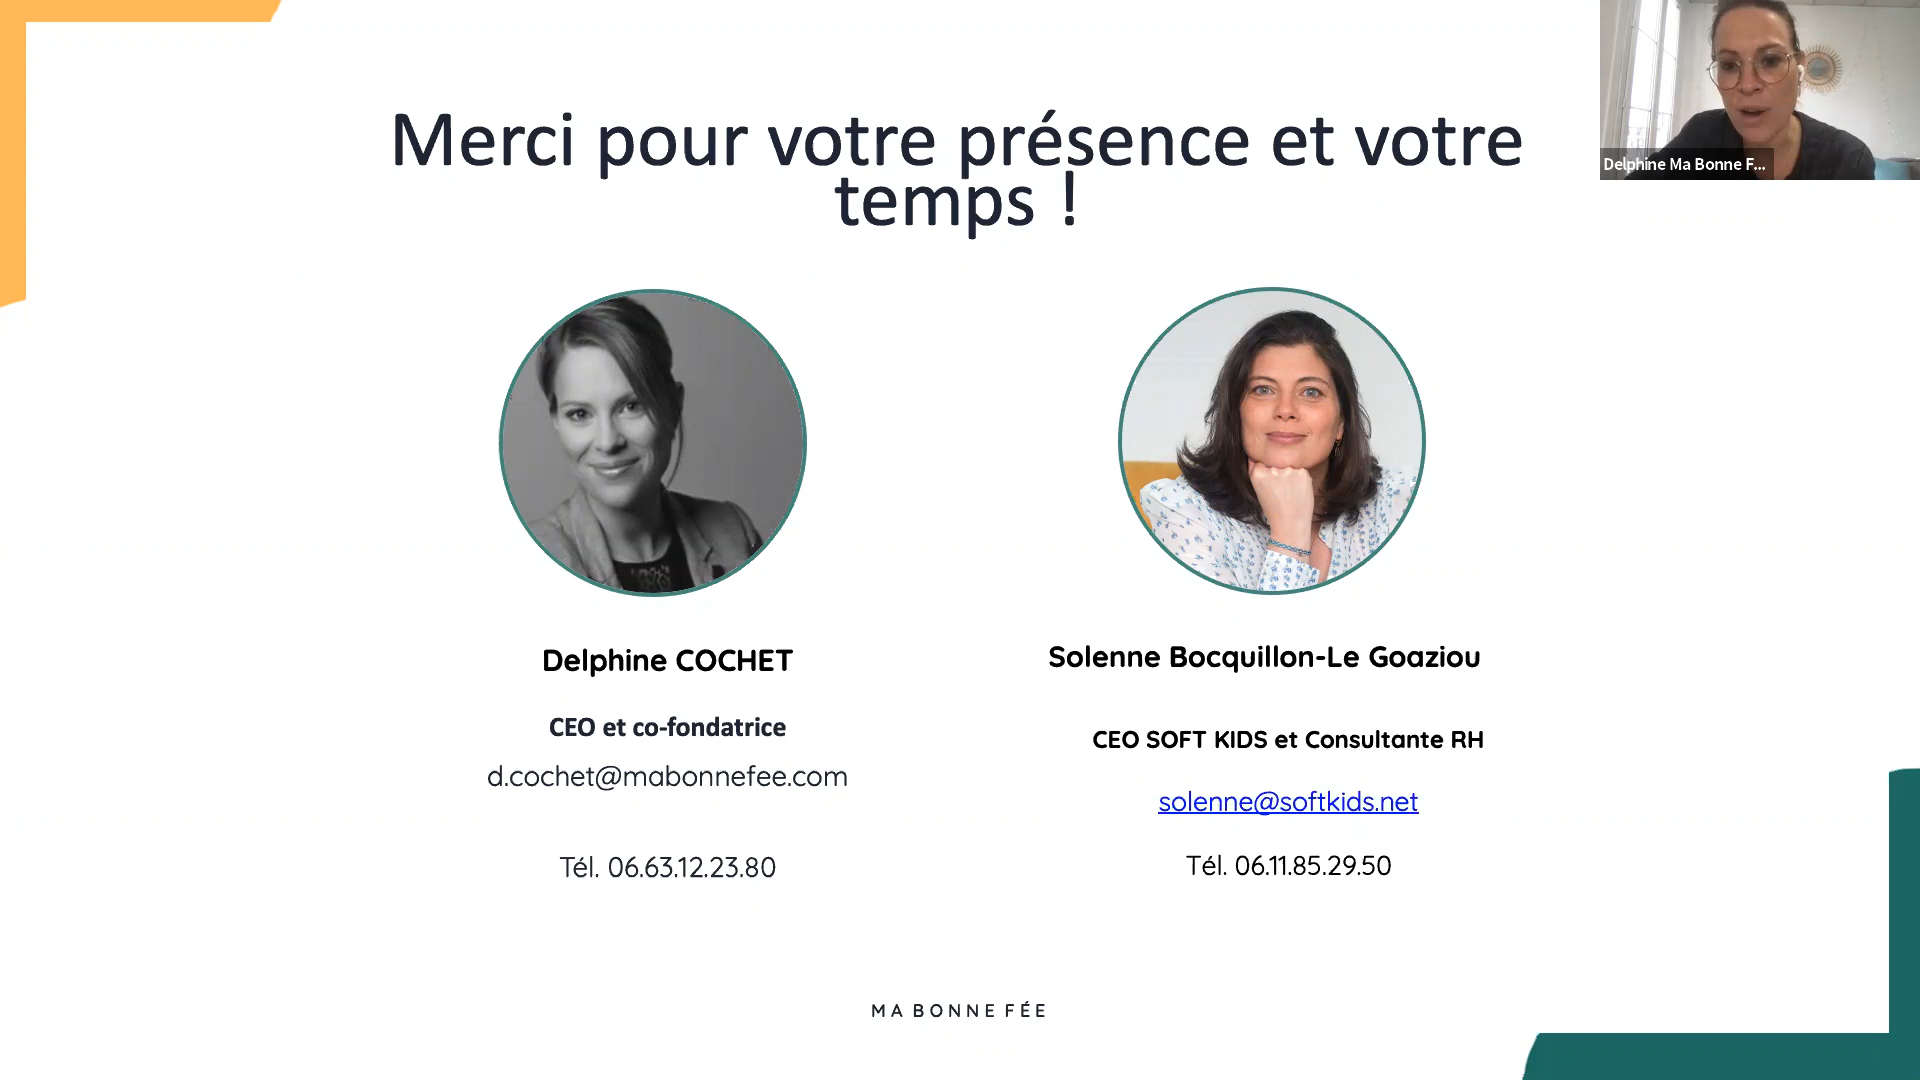 Merci pour votre présence et votre
temps !
Delphine Ma Bonne F...
Delphine COCHET
CEO et co-fondatrice
d.cochet@mabonnefee.com
Tél. 06.63.12.23.80
Solenne Bocquillon-Le Goaziou
CEO SOFT KIDS et Consultante RH
solenne@softkids.net
Tél. 06.11.85.29.50
MA BONNE FÉE